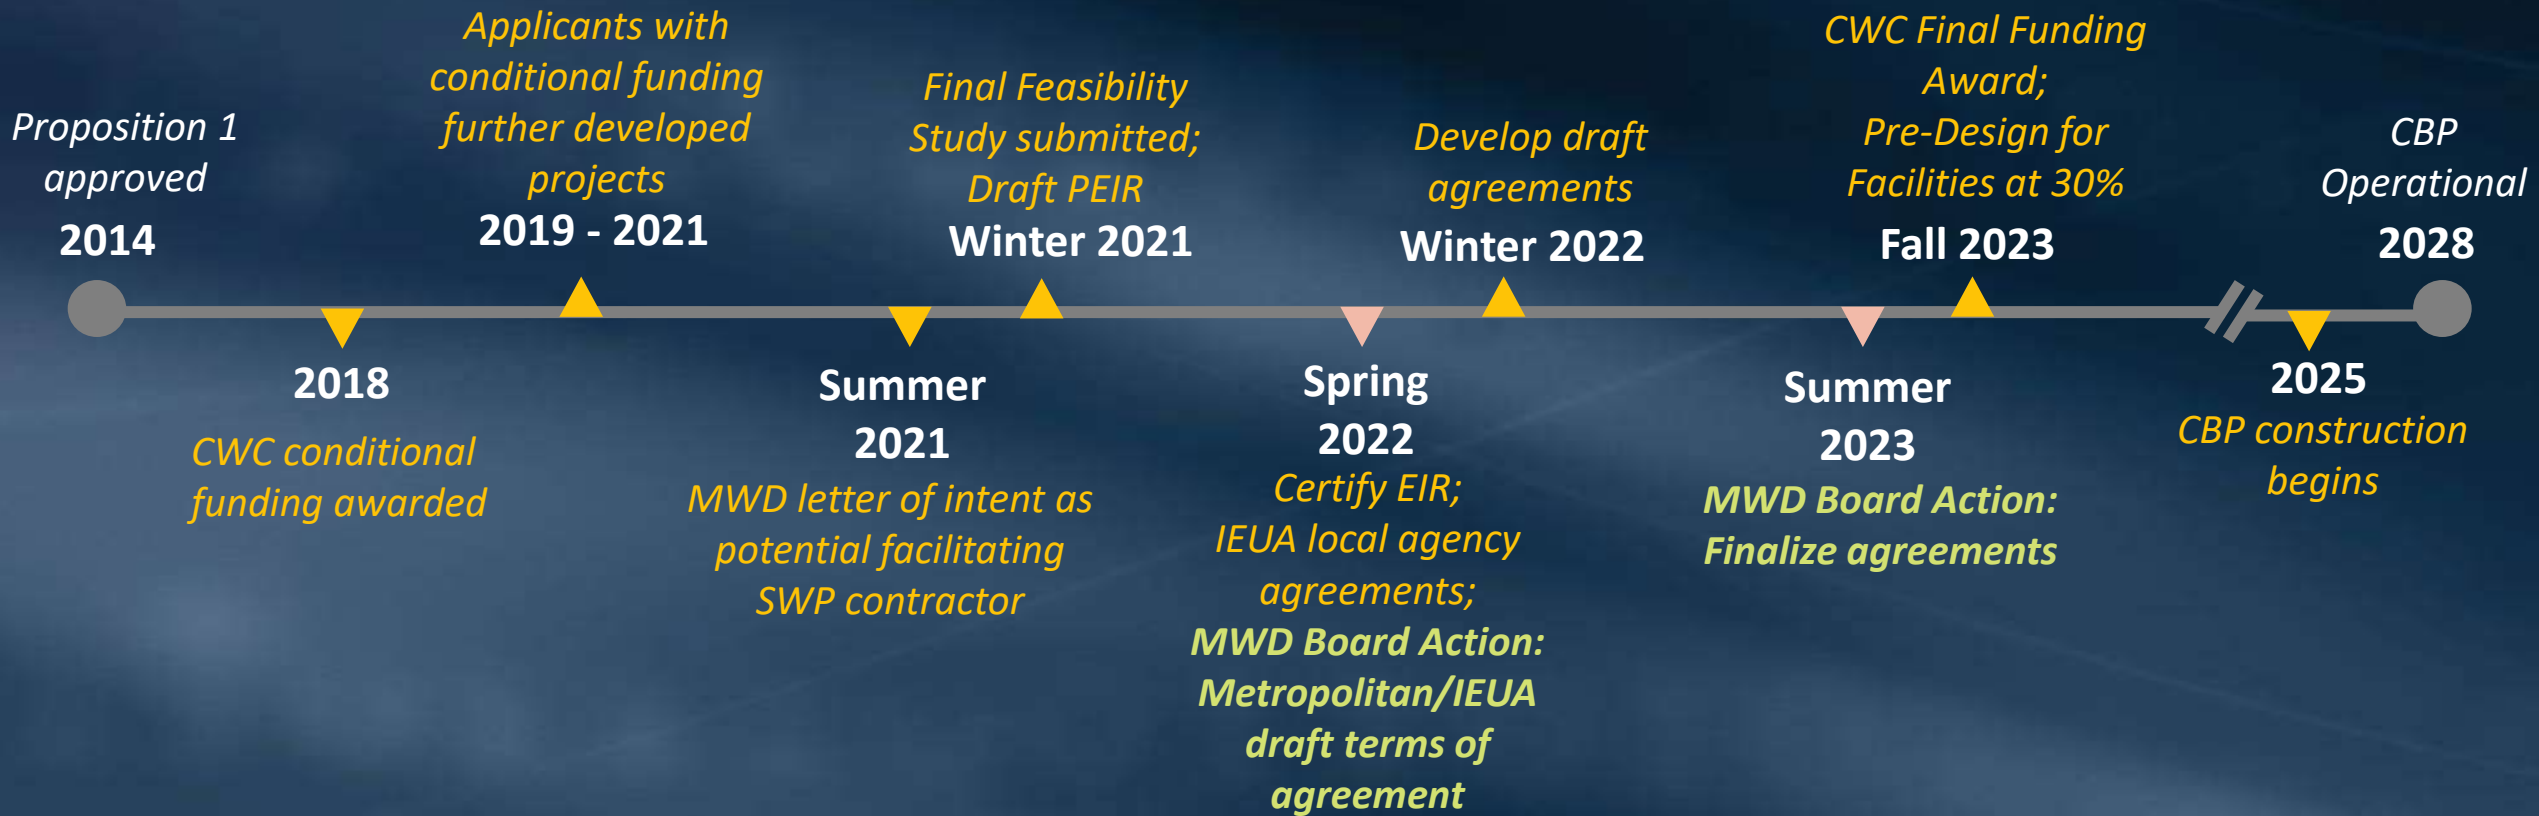 Proposition 1
approved
2014
2018
CWC conditional
funding awarded
Applicants with
conditional funding
further developed
projects
2019 - 2021
Summer
2021
MWD letter of intent as
potential facilitating
SWP contractor
Final Feasibility
Study submitted;
Draft PEIR
Winter 2021
Spring
2022
Certify EIR;
IEUA local agency
agreements;
MWD Board Action:
Metropolitan/IEUA
draft terms of
agreement
Develop draft
agreements
Winter 2022
Summer
2023
MWD Board Action:
Finalize agreements
CWC Final Funding
Award;
Pre-Design for
Facilities at 30%
Fall 2023
2025
CBP construction
begins
CBP
Operational
2028